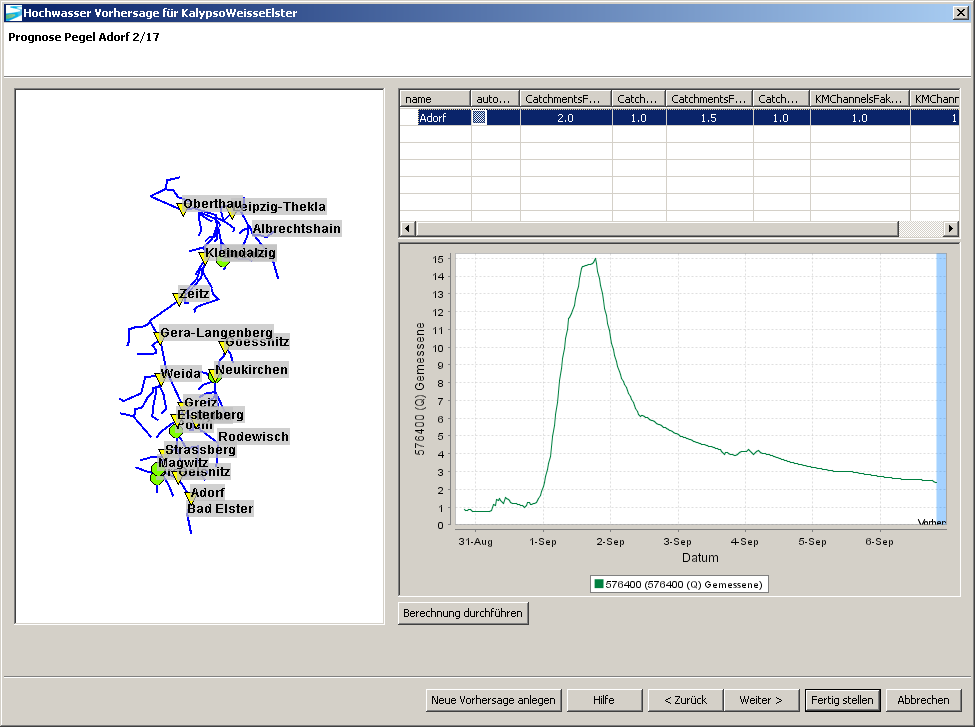 Hochwasser Vorhersage für KalypsoWeisseElster
Prognose Pegel Adorf 2/17
Oberthau
eipzig-Thekla
Albrechtshain
Kleindalzig
Zeitz
Gera-Langenberg
Goessnitz
Weida
Neukirchen
Greiz
Elsterberg
Rodewisch
Strassberg
Magwitz
Oelsnitz
Adorf
Bad Elster
name auto... CatchmentsF... Catch... CatchmentsF... Catch... KMChannelsFak... KMChann
Adorf 2.0 1.0 1.5 1.0 1.0 1
576400 (Q) Gemessene
15
14
13
12
11
10
9
8
7
6
5
4
3
2
1
0
Vorher
31-Aug 1-Sep 2-Sep 3-Sep 4-Sep 5-Sep 6-Sep
Datum
576400 (576400 (Q) Gemessene)
Berechnung durchführen
Neue Vorhersage anlegen Hilfe < Zurück Weiter > Fertig stellen Abbrechen